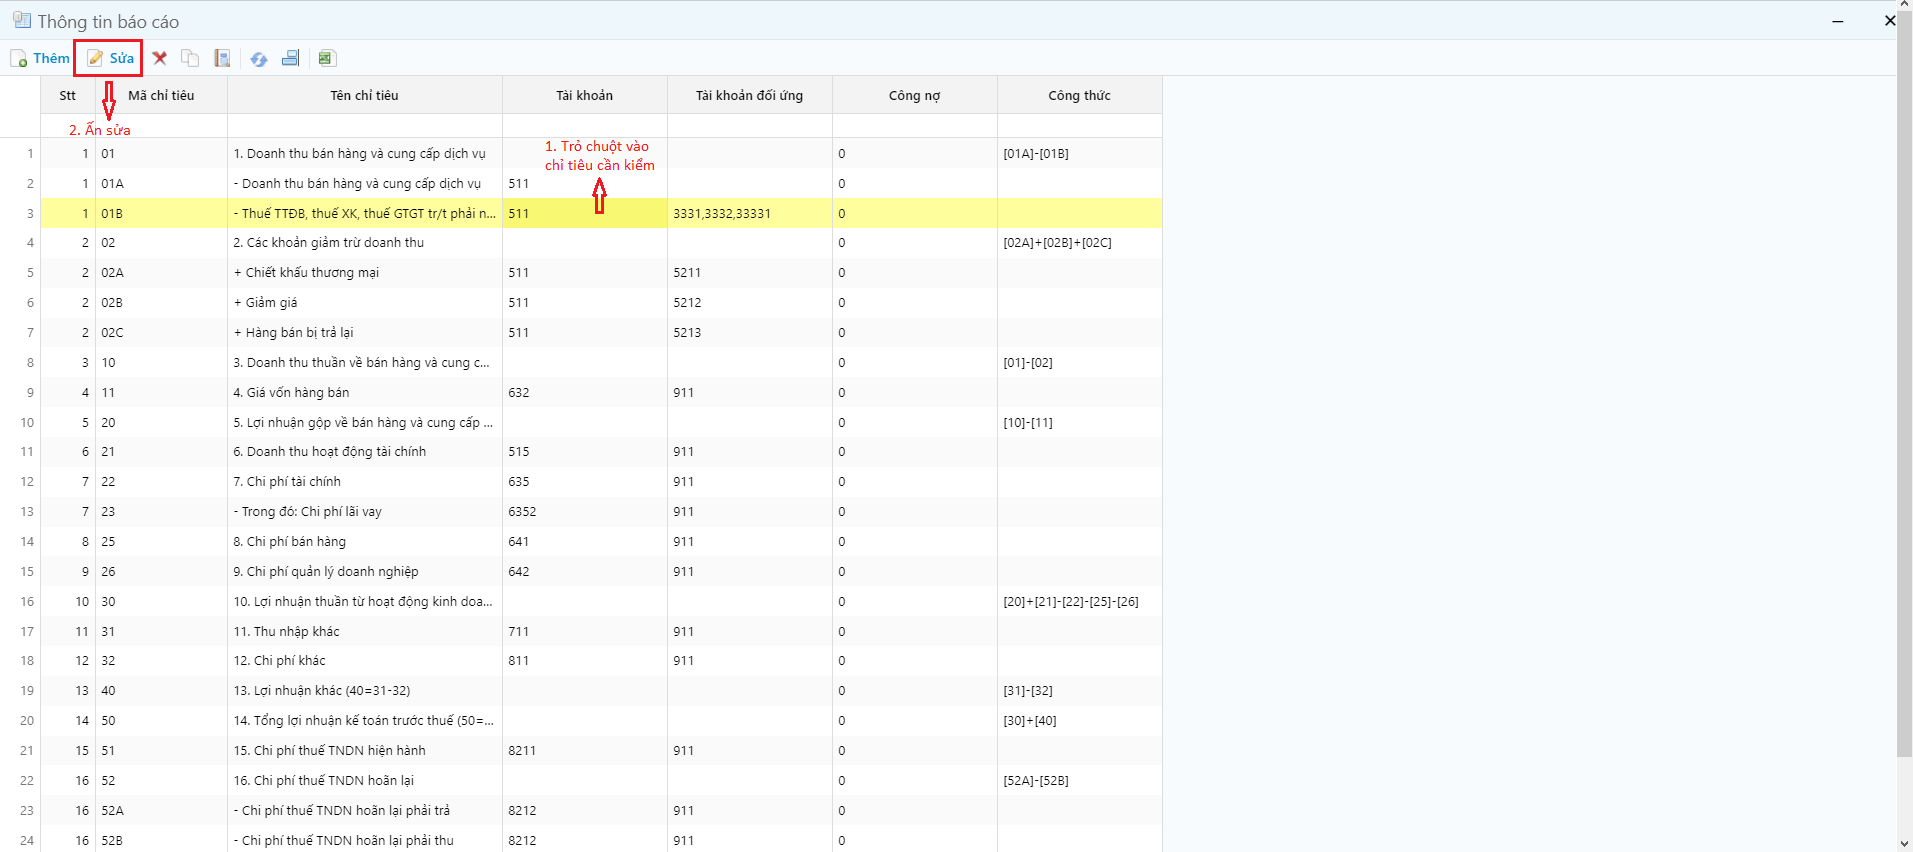 Thông tin báo cáo
Thêm Sửa
Stt Mã chỉ tiêu Tên chỉ tiêu Tài khoản Tài khoản đối ứng Công nợ Công thức
2. Ấn sửa
1. Trỏ chuột vào
chỉ tiêu cần kiểm
1 1 01 1. Doanh thu bán hàng và cung cấp dịch vụ 0 [01A]-[01B]
2 1 01A - Doanh thu bán hàng và cung cấp dịch vụ 511 0
3 1 01B - Thuế TTĐB, thuế XK, thuế GTGT tr/t phải n... 511 3331,3332,33331 0
4 2 02 2. Các khoản giảm trừ doanh thu 0 [02A]+[02B]+[02C]
5 2 02A + Chiết khấu thương mại 511 5211 0
6 2 02B + Giảm giá 511 5212 0
7 2 02C + Hàng bán bị trả lại 511 5213 0
8 3 10 3. Doanh thu thuần về bán hàng và cung c... 0 [01]-[02]
9 4 11 4. Giá vốn hàng bán 632 911 0
10 5 20 5. Lợi nhuận gộp về bán hàng và cung cấp ... 0 [10]-[11]
11 6 21 6. Doanh thu hoạt động tài chính 515 911 0
12 7 22 7. Chi phí tài chính 635 911 0
13 7 23 - Trong đó: Chi phí lãi vay 6352 911 0
14 8 25 8. Chi phí bán hàng 641 911 0
15 9 26 9. Chi phí quản lý doanh nghiệp 642 911 0
16 10 30 10. Lợi nhuận thuần từ hoạt động kinh doa... 0 [20]+[21]-[22]-[25]-[26]
17 11 31 11. Thu nhập khác 711 911 0
18 12 32 12. Chi phí khác 811 911 0
19 13 40 13. Lợi nhuận khác (40=31-32) 0 [31]-[32]
20 14 50 14. Tổng lợi nhuận kế toán trước thuế (50=... 0 [30]+[40]
21 15 51 15. Chi phí thuế TNDN hiện hành 8211 911 0
22 16 52 16. Chi phí thuế TNDN hoãn lại 0 [52A]-[52B]
23 16 52A - Chi phí thuế TNDN hoãn lại phải trả 8212 911 0
24 16 52B - Chi phí thuế TNDN hoãn lại phải thu 8212 911 0